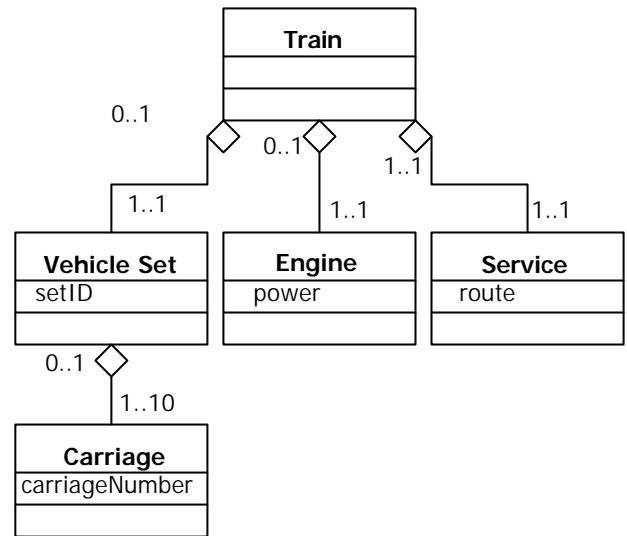 Train
0..1
0..1
1..1
1..1
1..1
1..1
Vehicle Set
setID
Engine
power
Service
route
0..1
1..10
Carriage
carriageNumber